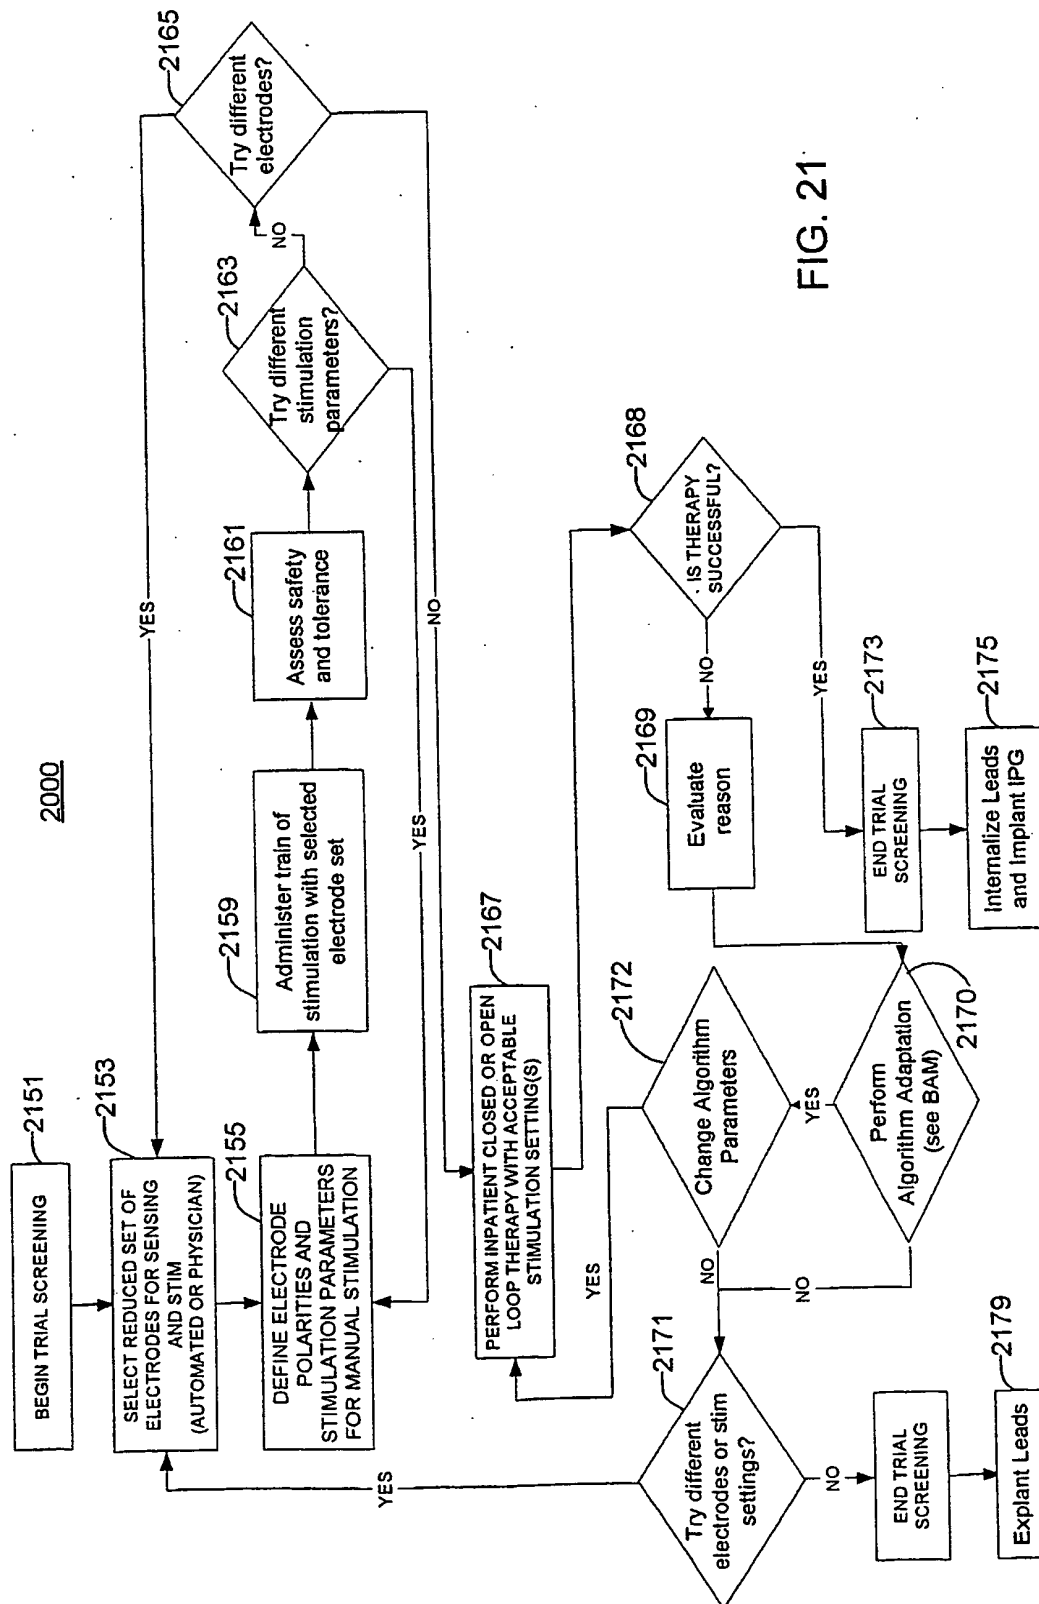 2000
2151
BEGIN TRIAL SCREENING
2153
SELECT REDUCED SET OF
ELECTRODES FOR SENSING
AND STIM
(AUTOMATED OR PHYSICIAN)
2155
DEFINE ELECTRODE
POLARITIES AND
STIMULATION PARAMETERS
FOR MANUAL STIMULATION
2159
Administer train of
stimulation with selected
electrode set
2161
Assess safety
and tolerance
2163
Try different
stimulation
parameters?
NO
YES
2165
Try different
electrodes?
YES
NO
2167
PERFORM INPATIENT CLOSED OR OPEN
LOOP THERAPY WITH ACCEPTABLE
STIMULATION SETTING(S)
2168
IS THERAPY
SUCCESSFUL?
NO
YES
2169
Evaluate
reason
2170
Perform
Algorithm Adaptation
(see BAM)
YES
NO
2172
Change Algorithm
Parameters
YES
NO
2171
Try different
electrodes or stim
settings?
YES
NO
END TRIAL
SCREENING
2179
Explant Leads
2173
END TRIAL
SCREENING
2175
Internalize Leads
and Implant IPG
FIG. 21